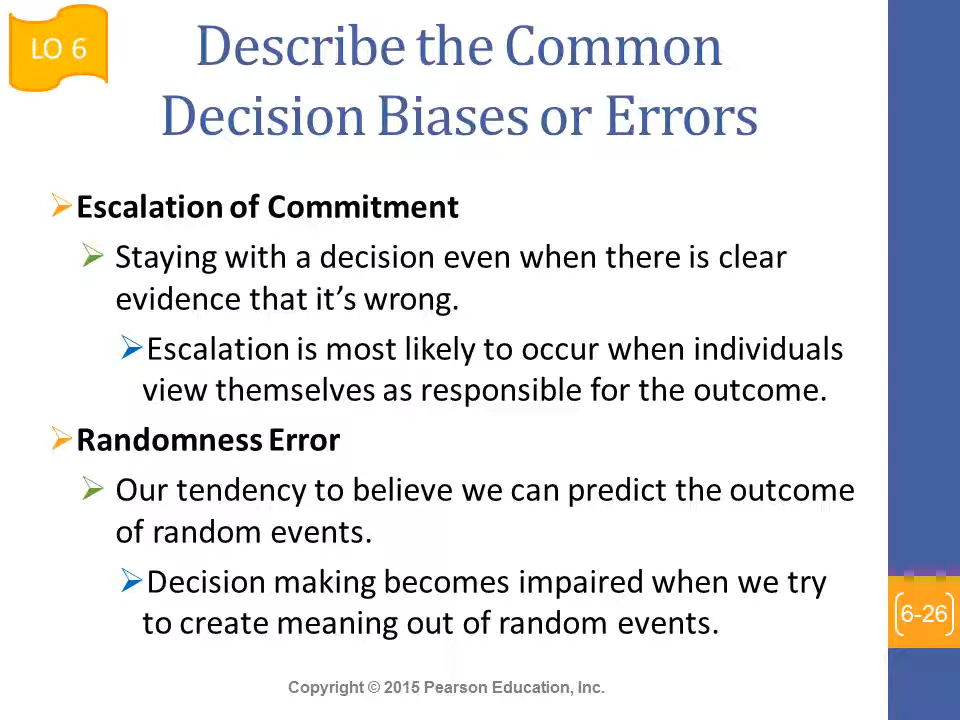 LO 6
Describe the Common
Decision Biases or Errors
Escalation of Commitment
Staying with a decision even when there is clear
evidence that it’s wrong.
Escalation is most likely to occur when individuals
view themselves as responsible for the outcome.
Randomness Error
Our tendency to believe we can predict the outcome
of random events.
Decision making becomes impaired when we try
to create meaning out of random events.
6-26
Copyright © 2015 Pearson Education, Inc.